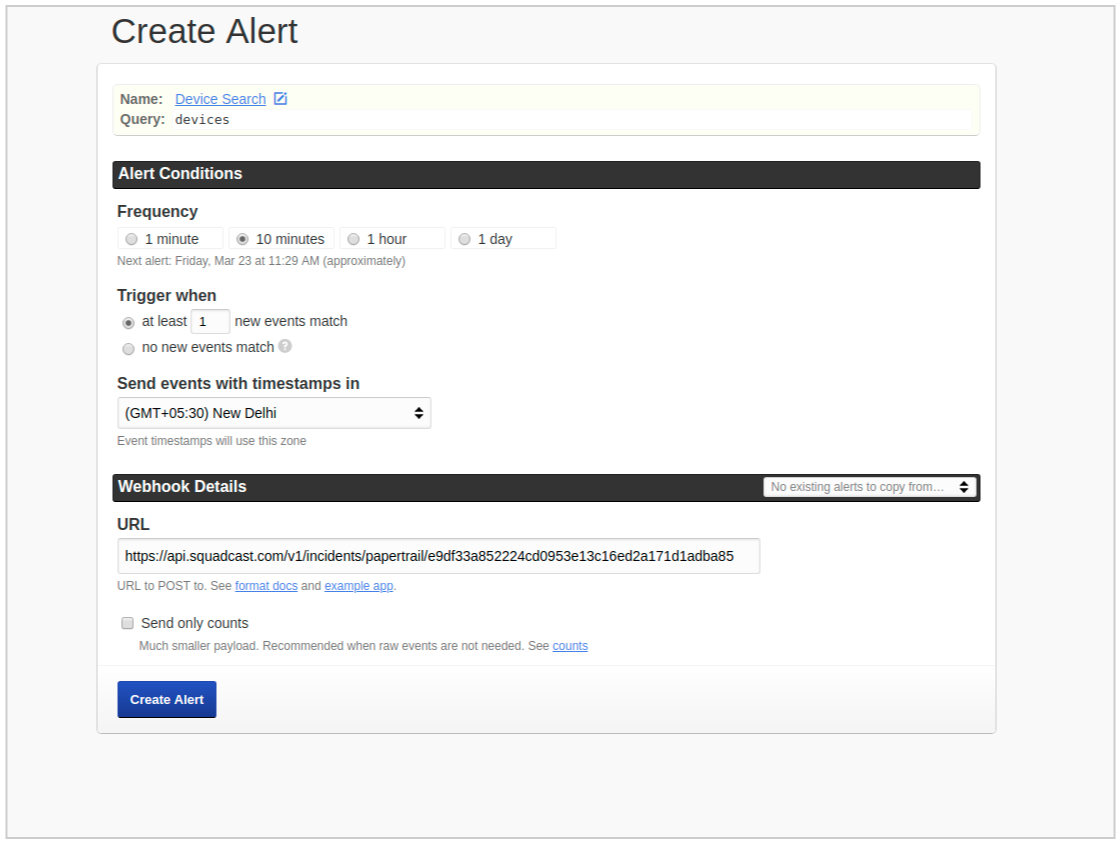 Create Alert
Name: Device Search
Query: devices
Alert Conditions
Frequency
1 minute 10 minutes 1 hour 1 day
Next alert: Friday, Mar 23 at 11:29 AM (approximately)
Trigger when
at least 1 new events match
no new events match ?
Send events with timestamps in
(GMT+05:30) New Delhi
Event timestamps will use this zone
Webhook Details No existing alerts to copy from...
URL
https://api.squadcast.com/v1/incidents/papertrail/e9df33a852224cd0953e13c16ed2a171d1adba85
URL to POST to. See format docs and example app.
Send only counts
Much smaller payload. Recommended when raw events are not needed. See counts
Create Alert